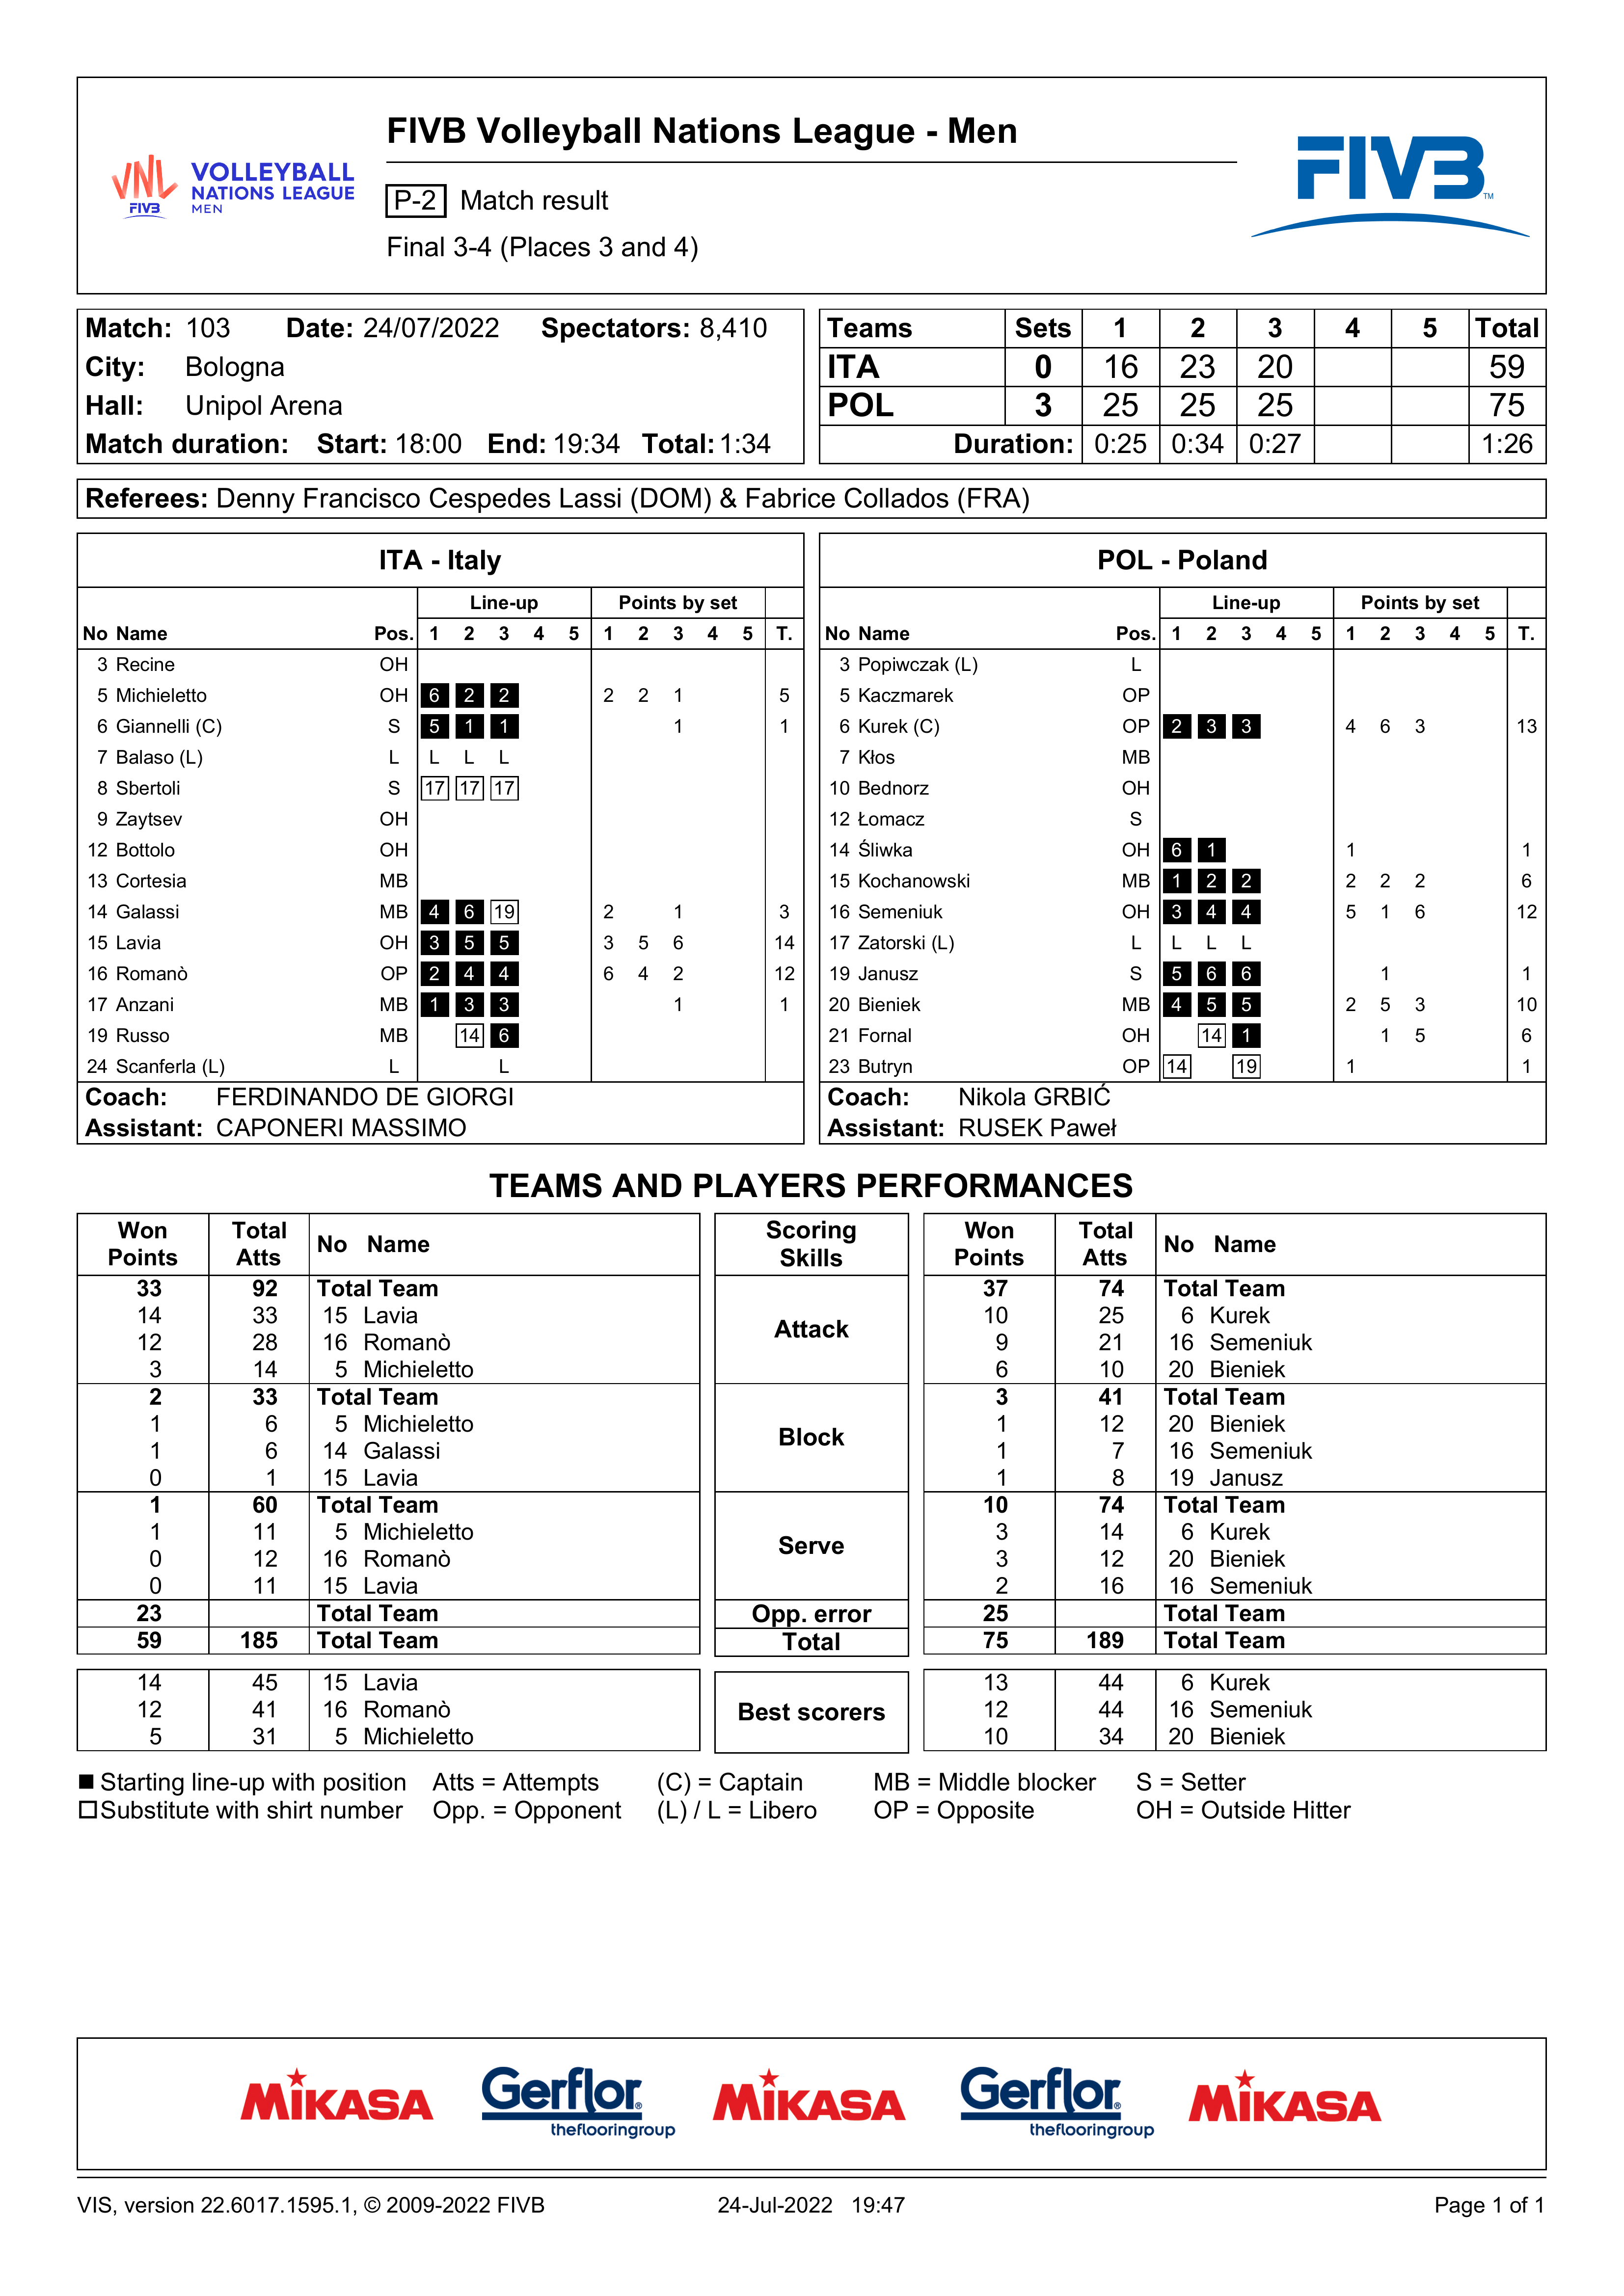 FIVB Volleyball Nations League - Men
VNL FIVB VOLLEYBALL NATIONS LEAGUE MEN
P-2 Match result
Final 3-4 (Places 3 and 4)
FIVB TM
Match: 103 Date: 24/07/2022 Spectators: 8,410
City: Bologna
Hall: Unipol Arena
Match duration: Start: 18:00 End: 19:34 Total: 1:34
Teams Sets 1 2 3 4 5 Total
ITA 0 16 23 20 59
POL 3 25 25 25 75
Duration: 0:25 0:34 0:27 1:26
Referees: Denny Francisco Cespedes Lassi (DOM) & Fabrice Collados (FRA)
ITA - Italy
Line-up Points by set
No Name Pos. 1 2 3 4 5 1 2 3 4 5 T.
3 Recine OH
5 Michieletto OH 6 2 2 2 2 1 5
6 Giannelli (C) S 5 1 1 1 1
7 Balaso (L) L L L L
8 Sbertoli S 17 17 17
9 Zaytsev OH
12 Bottolo OH
13 Cortesia MB
14 Galassi MB 4 6 19 2 1 3
15 Lavia OH 3 5 5 3 5 6 14
16 Romanò OP 2 4 4 6 4 2 12
17 Anzani MB 1 3 3 1 1
19 Russo MB 14 6
24 Scanferla (L) L L
Coach: FERDINANDO DE GIORGI
Assistant: CAPONERI MASSIMO
POL - Poland
Line-up Points by set
No Name Pos. 1 2 3 4 5 1 2 3 4 5 T.
3 Popiwczak (L) L
5 Kaczmarek OP
6 Kurek (C) OP 2 3 3 4 6 3 13
7 Kłos MB
10 Bednorz OH
12 Łomacz S
14 Śliwka OH 6 1 1 1
15 Kochanowski MB 1 2 2 2 2 2 6
16 Semeniuk OH 3 4 4 5 1 6 12
17 Zatorski (L) L L L L
19 Janusz S 5 6 6 1 1
20 Bieniek MB 4 5 5 2 5 3 10
21 Fornal OH 14 1 1 5 6
23 Butryn OP 14 19 1 1
Coach: Nikola GRBIĆ
Assistant: RUSEK Paweł
TEAMS AND PLAYERS PERFORMANCES
Won Points Total Atts No Name Scoring Skills Won Points Total Atts No Name
33 92 Total Team Attack 37 74 Total Team
14 33 15 Lavia 10 25 6 Kurek
12 28 16 Romanò 9 21 16 Semeniuk
3 14 5 Michieletto 6 10 20 Bieniek
2 33 Total Team Block 3 41 Total Team
1 6 5 Michieletto 1 12 20 Bieniek
1 6 14 Galassi 1 7 16 Semeniuk
0 1 15 Lavia 1 8 19 Janusz
1 60 Total Team Serve 10 74 Total Team
1 11 5 Michieletto 3 14 6 Kurek
0 12 16 Romanò 3 12 20 Bieniek
0 11 15 Lavia 2 16 16 Semeniuk
23 Total Team Opp. error 25 Total Team
59 185 Total Team Total 75 189 Total Team
14 45 15 Lavia Best scorers 13 44 6 Kurek
12 41 16 Romanò 12 44 16 Semeniuk
5 31 5 Michieletto 10 34 20 Bieniek
Starting line-up with position Atts = Attempts (C) = Captain MB = Middle blocker S = Setter
Substitute with shirt number Opp. = Opponent (L) / L = Libero OP = Opposite OH = Outside Hitter
MIKASA Gerflor® theflooringgroup MIKASA Gerflor® theflooringgroup MIKASA
VIS, version 22.6017.1595.1, © 2009-2022 FIVB 24-Jul-2022 19:47 Page 1 of 1